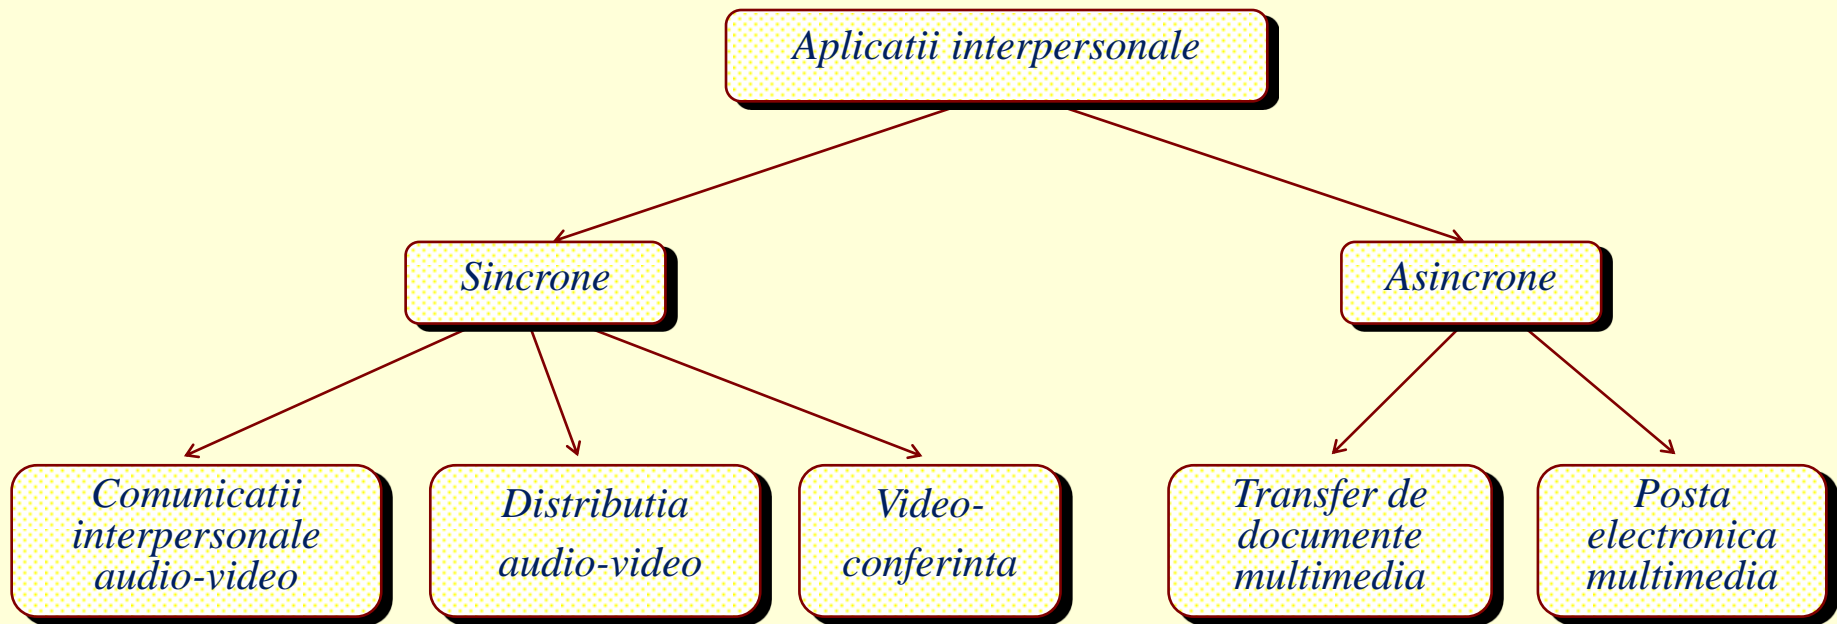 Aplicatii interpersonale
Sincrone
Asincrone
Comunicatii
interpersonale
audio-video
Distributia
audio-video
Video-
conferinta
Transfer de
documente
multimedia
Posta
electronica
multimedia